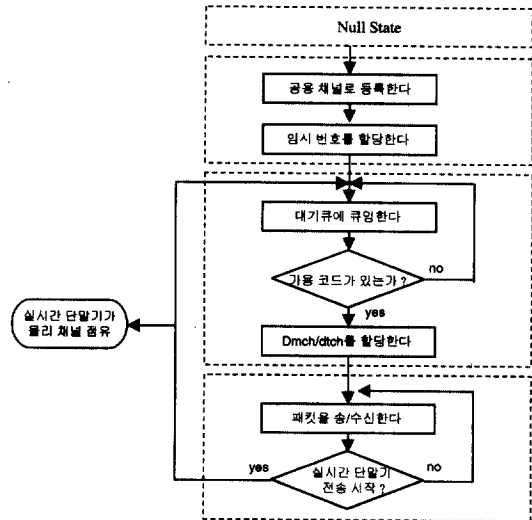 Null State
공용 채널로 등록한다
임시 번호를 할당한다
대기큐에 큐잉한다
가용 코드가 있는가 ?
no
yes
실시간 단말기가
물리 채널 점유
Dmch/dtch를 할당한다
패킷을 송/수신한다
실시간 단말기
전송 시작 ?
yes
no